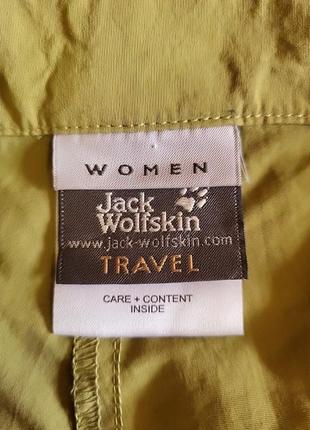 WOMEN
Jack
Wolfskin
www.jack-wolfskin.com
TRAVEL
CARE + CONTENT
INSIDE